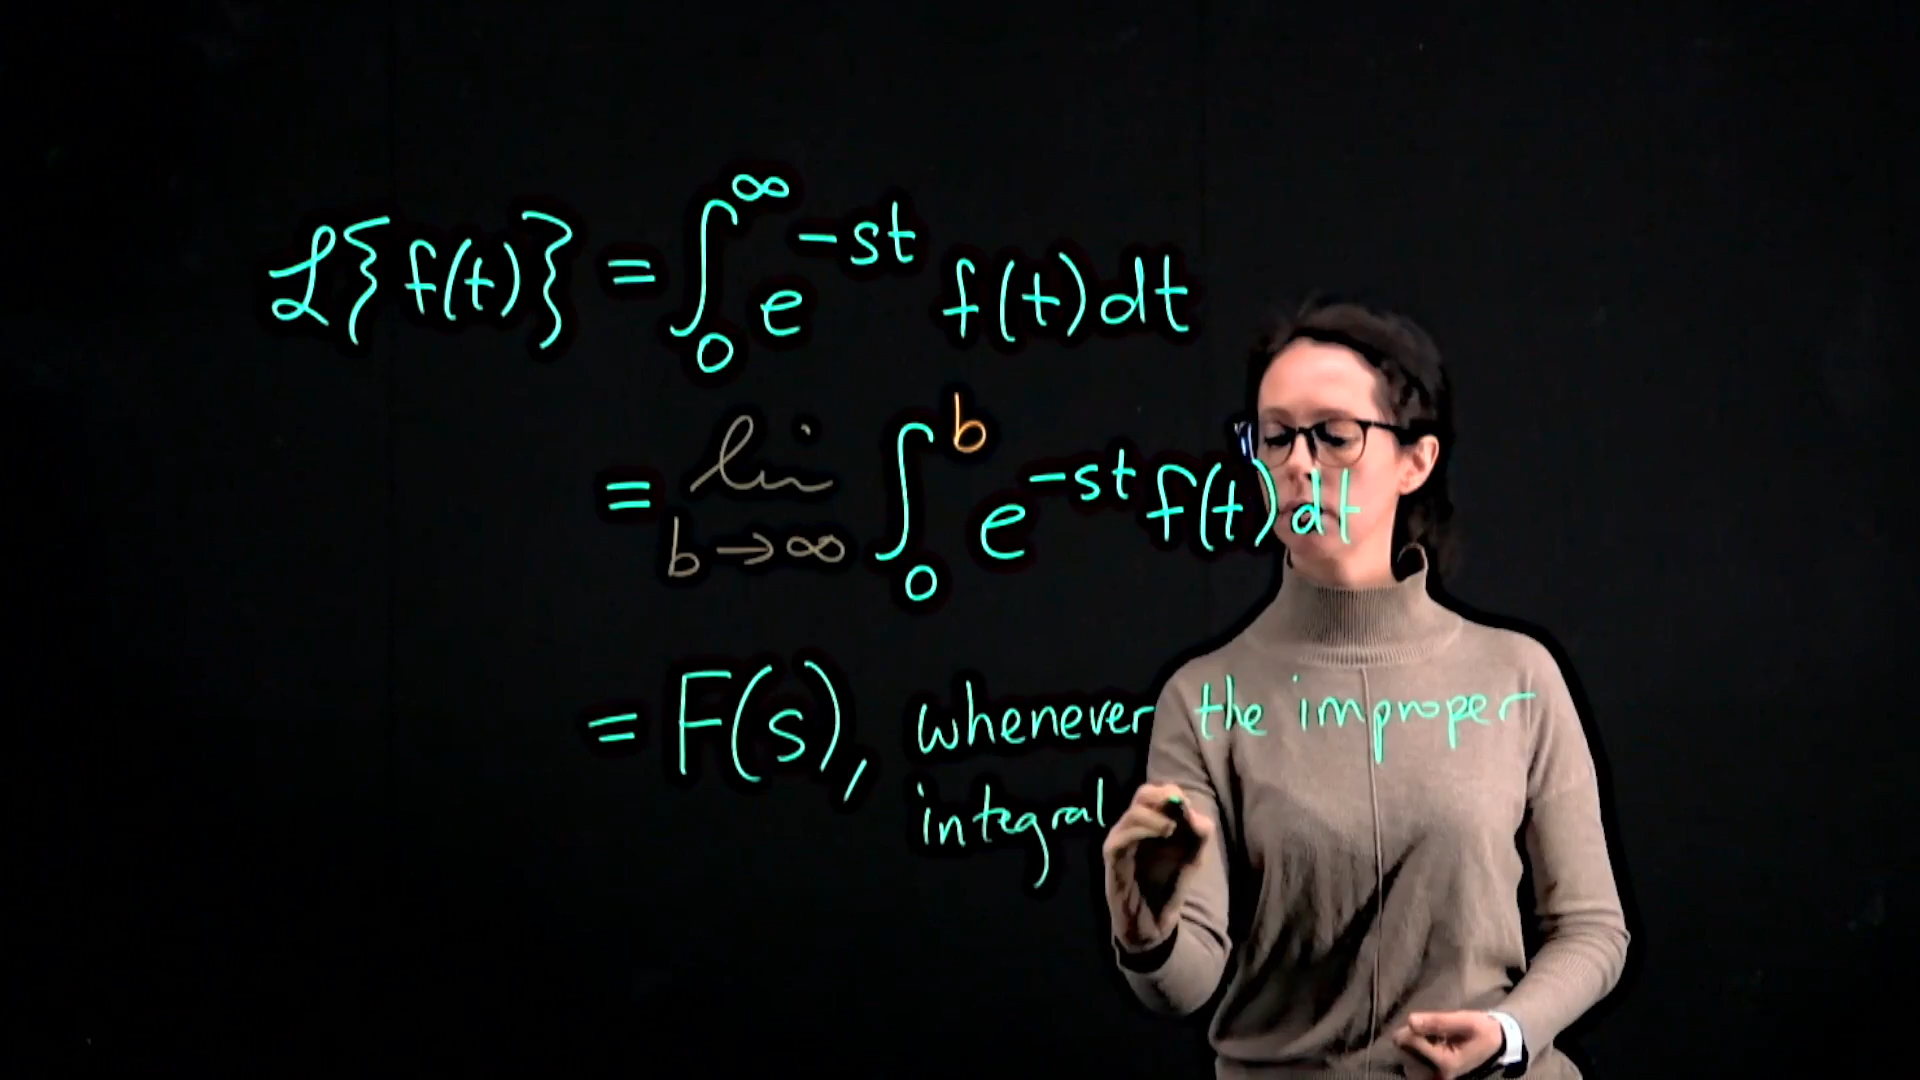 ℒ{f(t)} = ∫₀^∞ e^{-st} f(t) dt
= lim_{b→∞} ∫₀^b e^{-st} f(t) dt
= F(s), whenever the improper
integral